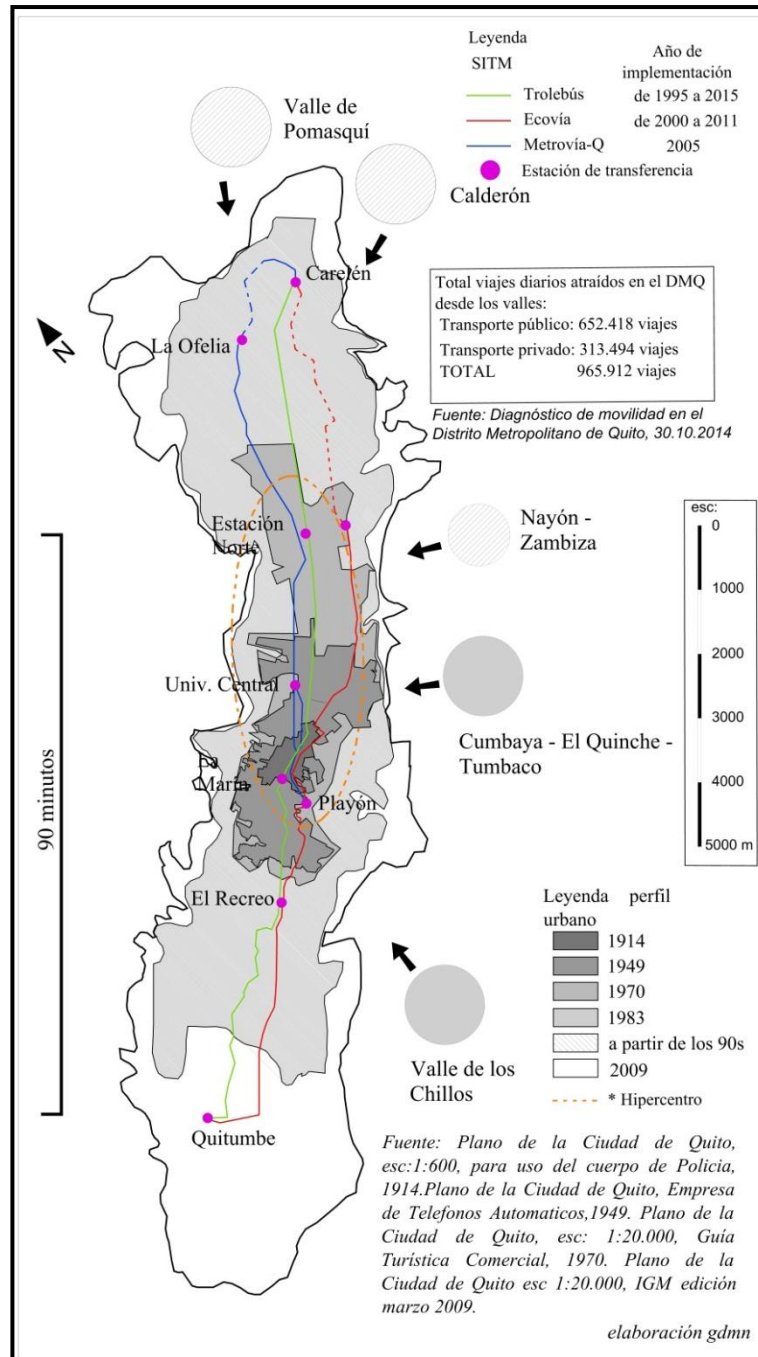 Leyenda
SITM
Año de
implementación
Trolebús
de 1995 a 2015
Ecovía
de 2000 a 2011
Metrovía-Q
2005
Estación de transferencia
Valle de
Pomasquí
Calderón
Carelén
La Ofelia
N
Total viajes diarios atraídos en el DMQ
desde los valles:
Transporte público: 652.418 viajes
Transporte privado: 313.494 viajes
TOTAL 965.912 viajes
Fuente: Diagnóstico de movilidad en el
Distrito Metropolitano de Quito, 30.10.2014
Estación
Norte
Nayón -
Zambiza
esc:
0
1000
2000
3000
4000
5000 m
Univ. Central
Cumbaya - El Quinche -
Tumbaco
La
Marín
Playón
90 minutos
El Recreo
Valle de los
Chillos
Quitumbe
Leyenda perfil
urbano
1914
1949
1970
1983
a partir de los 90s
2009
* Hipercentro
Fuente: Plano de la Ciudad de Quito,
esc:1:600, para uso del cuerpo de Policia,
1914.Plano de la Ciudad de Quito, Empresa
de Telefonos Automaticos,1949. Plano de la
Ciudad de Quito, esc: 1:20.000, Guía
Turística Comercial, 1970. Plano de la
Ciudad de Quito esc 1:20.000, IGM edición
marzo 2009.
elaboración gdmn